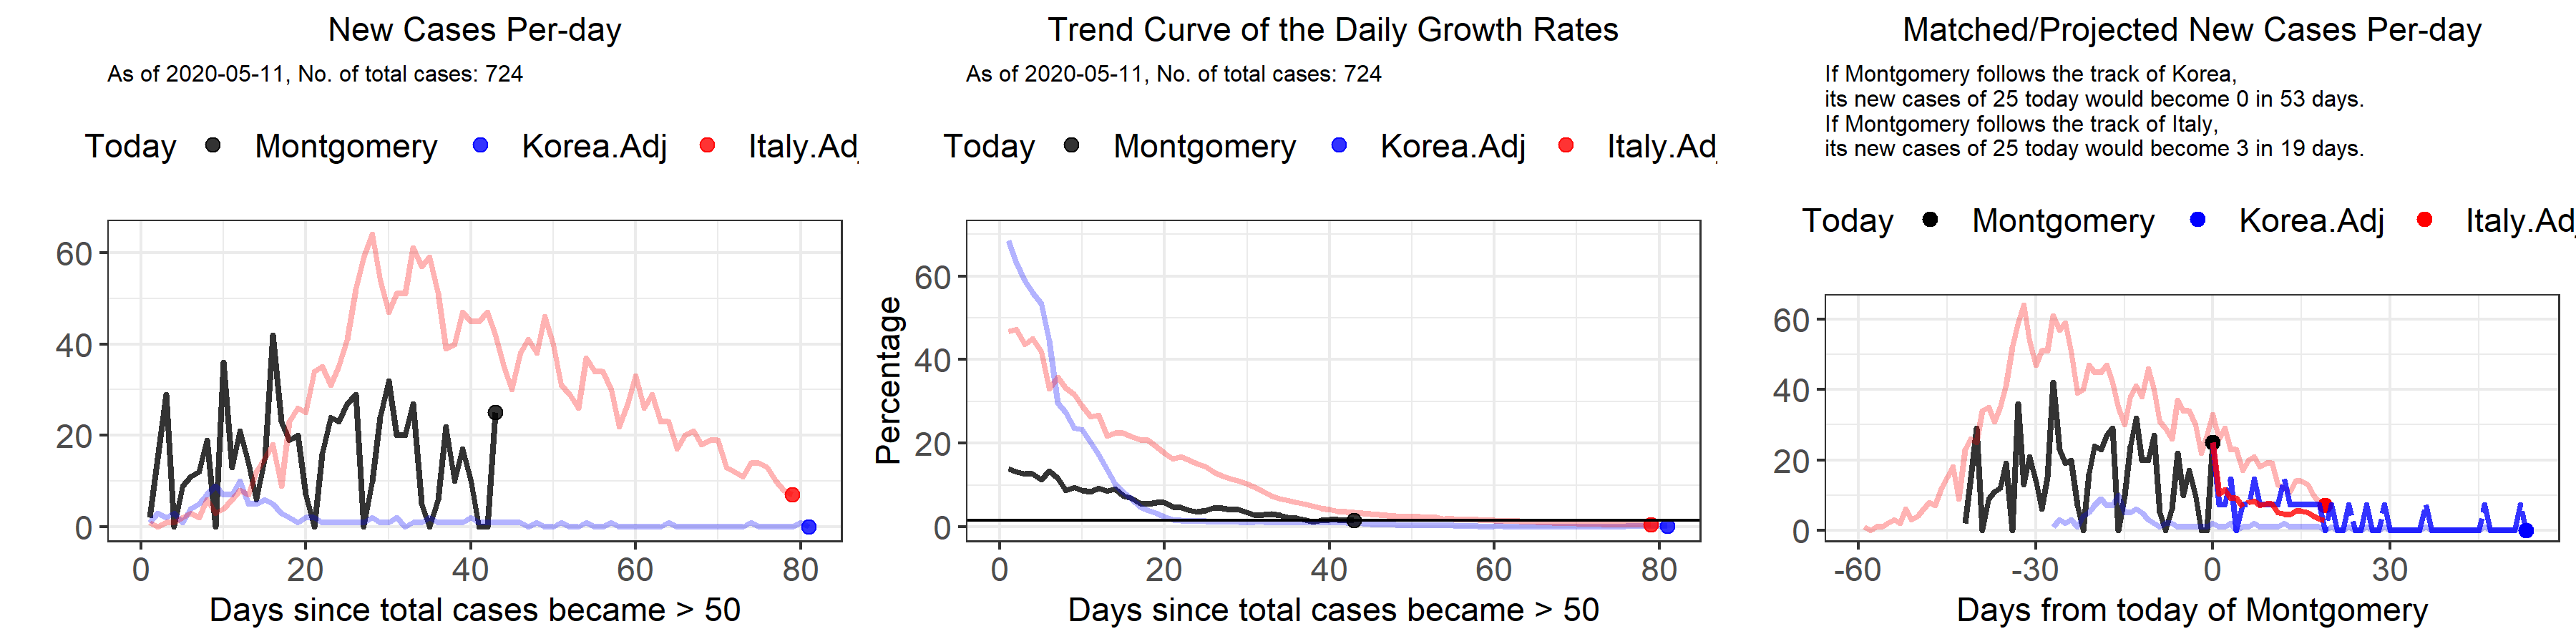 New Cases Per-day
As of 2020-05-11, No. of total cases: 724
Today Montgomery Korea.Adj Italy.Ad
60
40
20
0
0 20 40 60 80
Days since total cases became > 50
Trend Curve of the Daily Growth Rates
As of 2020-05-11, No. of total cases: 724
Today Montgomery Korea.Adj Italy.Ad
Percentage
60
40
20
0
0 20 40 60 80
Days since total cases became > 50
Matched/Projected New Cases Per-day
If Montgomery follows the track of Korea,
its new cases of 25 today would become 0 in 53 days.
If Montgomery follows the track of Italy,
its new cases of 25 today would become 3 in 19 days.
Today Montgomery Korea.Adj Italy.Ad
60
40
20
0
-60 -30 0 30
Days from today of Montgomery